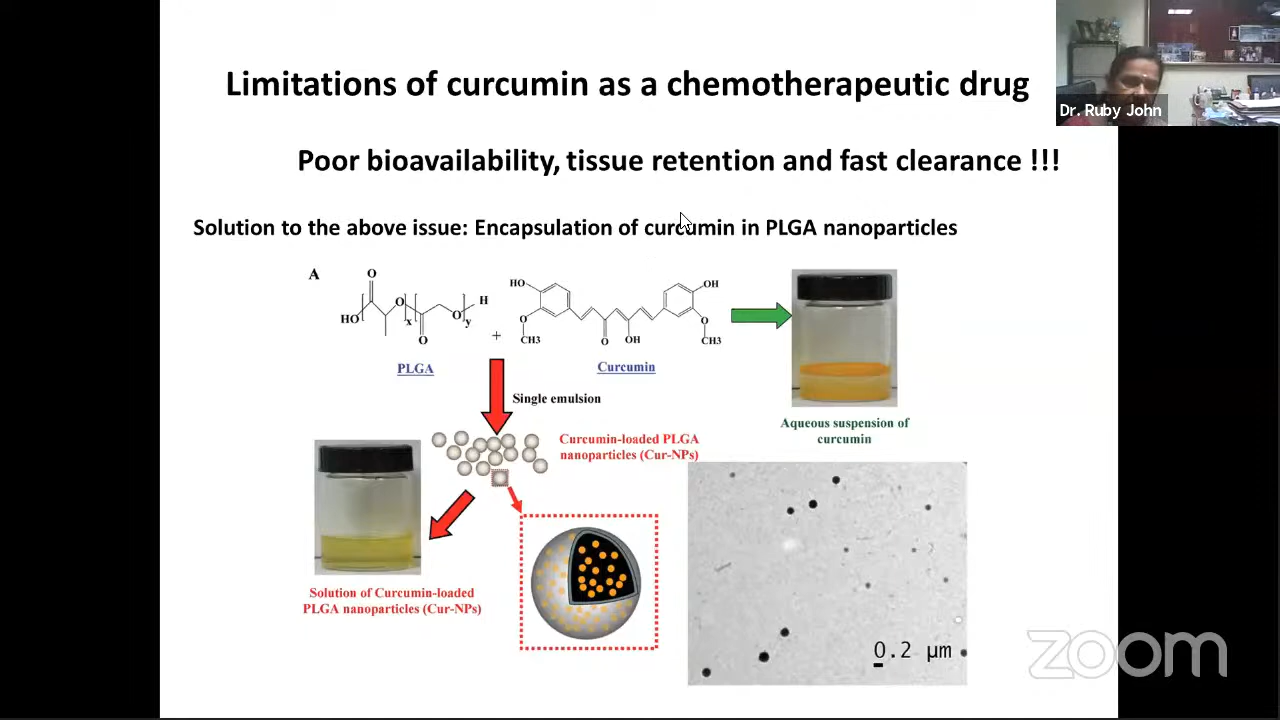 Limitations of curcumin as a chemotherapeutic drug
Dr. Ruby John
Poor bioavailability, tissue retention and fast clearance !!!
Solution to the above issue: Encapsulation of curcumin in PLGA nanoparticles
A
O
HO
O
x
O
O
y
H
+
HO
OH
O
OCH3
O
OH
O
CH3
PLGA
Curcumin
Single emulsion
Aqueous suspension of
curcumin
Curcumin-loaded PLGA
nanoparticles (Cur-NPs)
Solution of Curcumin-loaded
PLGA nanoparticles (Cur-NPs)
0.2 µm
zoom